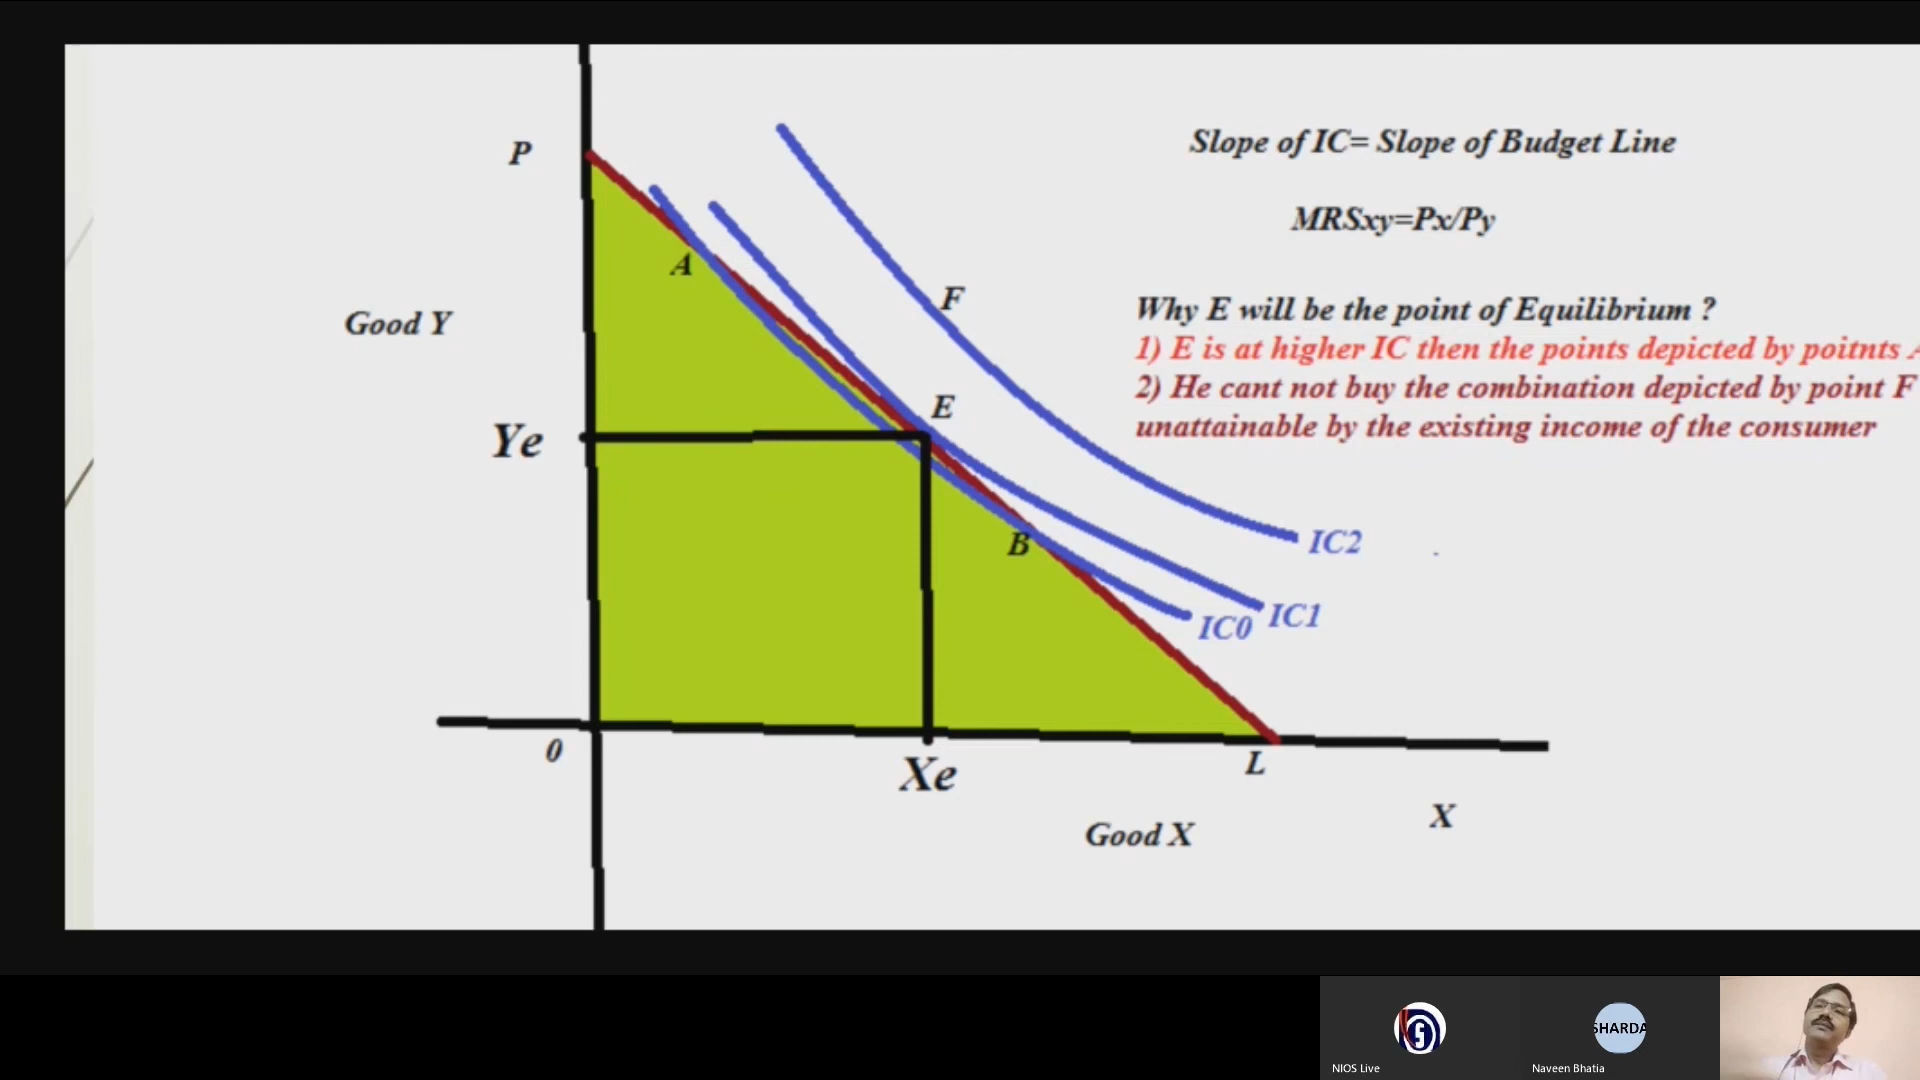 P
Slope of IC= Slope of Budget Line
MRSxy=Px/Py
A
F
Good Y
Why E will be the point of Equilibrium ?
1) E is at higher IC then the points depicted by poitnts A
2) He cant not buy the combination depicted by point F
unattainable by the existing income of the consumer
E
Ye
B
IC2
IC1
IC0
0
Xe
L
X
Good X
SHARDA
NIOS Live
Naveen Bhatia